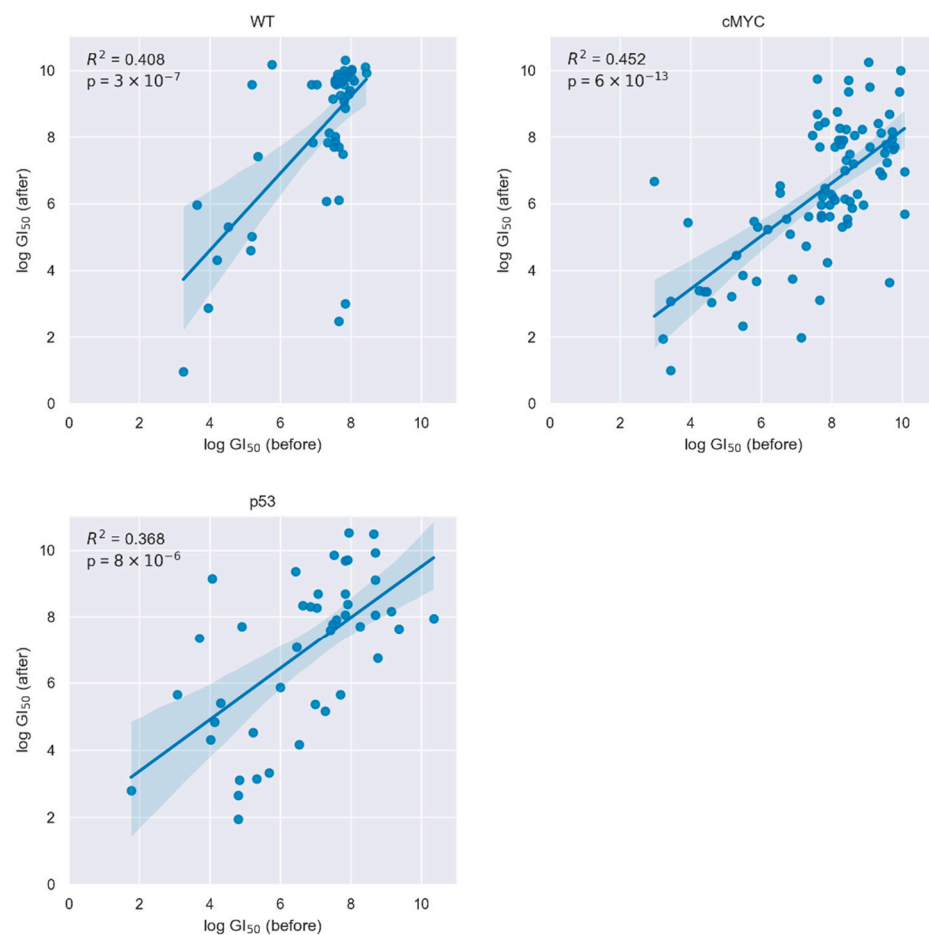 WT
R² = 0.408
p = 3 × 10⁻⁷
10
8
6
4
2
0
log GI₅₀ (after)
0 2 4 6 8 10
log GI₅₀ (before)
cMYC
R² = 0.452
p = 6 × 10⁻¹³
10
8
6
4
2
0
log GI₅₀ (after)
0 2 4 6 8 10
log GI₅₀ (before)
p53
R² = 0.368
p = 8 × 10⁻⁶
10
8
6
4
2
0
log GI₅₀ (after)
0 2 4 6 8 10
log GI₅₀ (before)